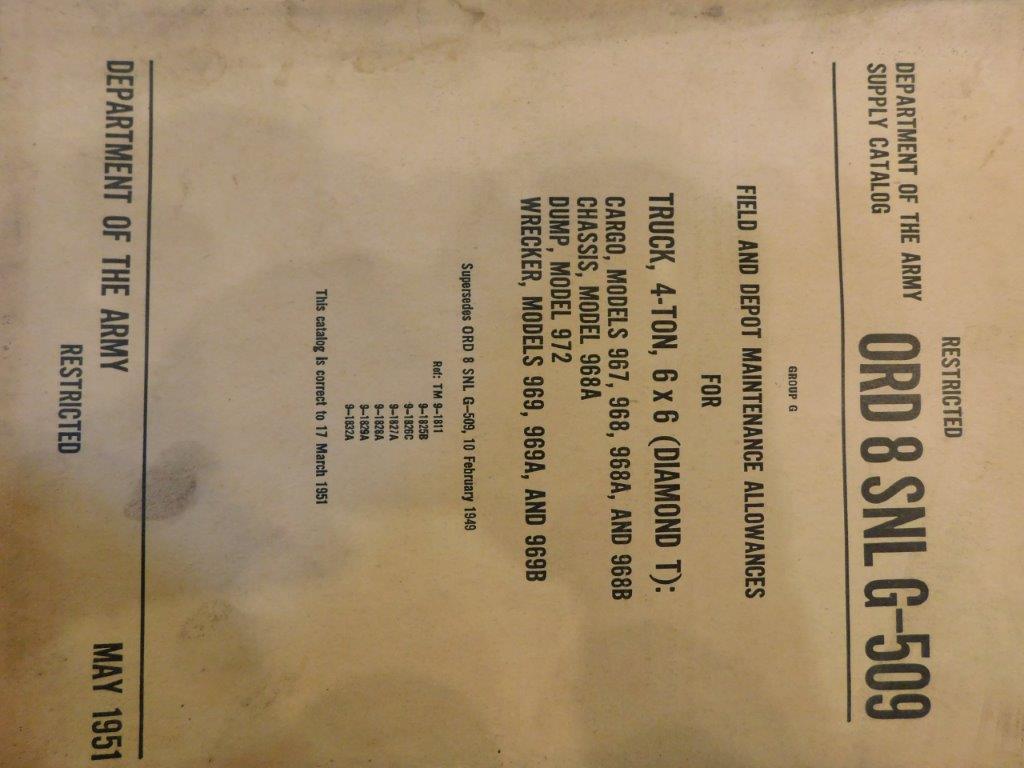 RESTRICTED
DEPARTMENT OF THE ARMY
SUPPLY CATALOG
ORD 8 SNL G-509
GROUP G
FIELD AND DEPOT MAINTENANCE ALLOWANCES
FOR
TRUCK, 4-TON, 6 x 6 (DIAMOND T):
CARGO, MODELS 967, 968, 968A, AND 968B
CHASSIS, MODEL 968A
DUMP, MODEL 972
WRECKER, MODELS 969, 969A, AND 969B
Supersedes ORD 8 SNL G-509, 10 February 1949
Ref: TM 9-1811
9-1825B
9-1826C
9-1827A
9-1828A
9-1829A
9-1832A
This catalog is correct to 17 March 1951
DEPARTMENT OF THE ARMY
MAY 1951
RESTRICTED